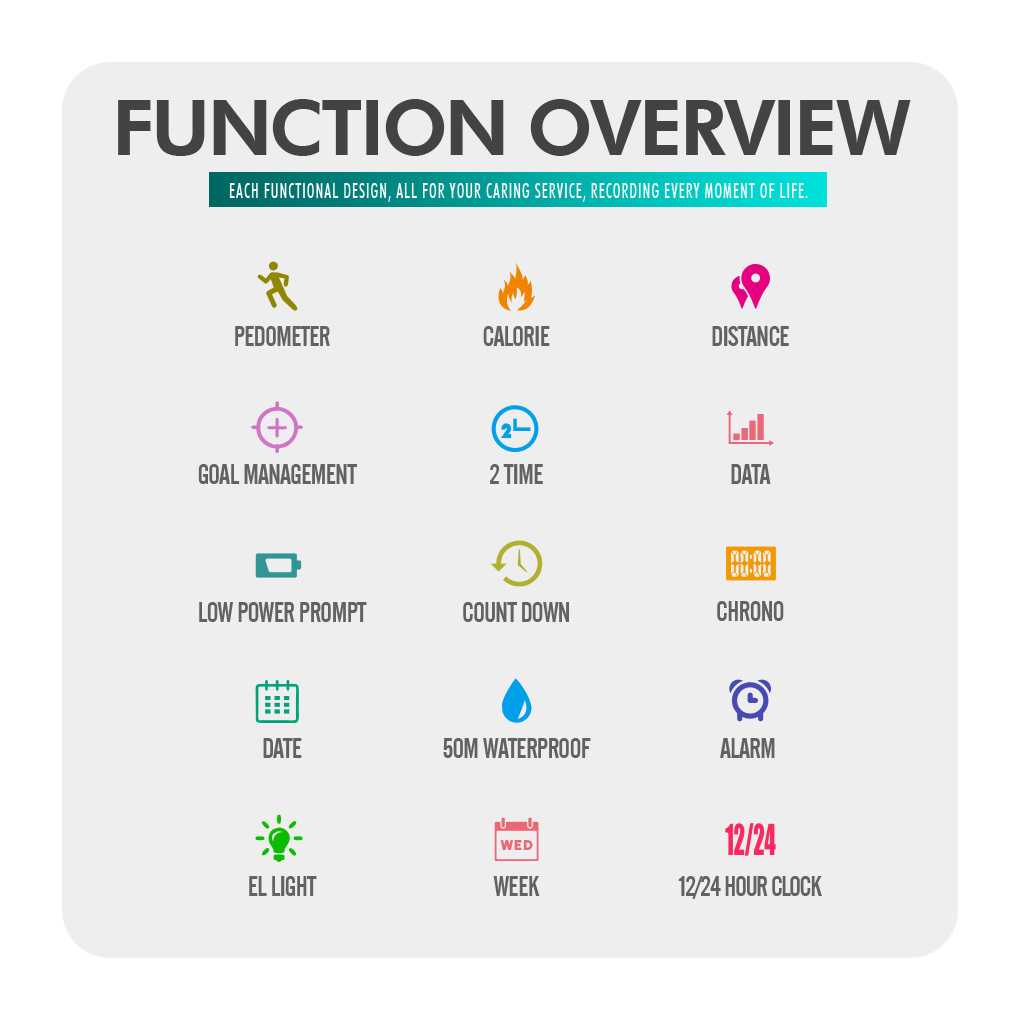 FUNCTION OVERVIEW
EACH FUNCTIONAL DESIGN, ALL FOR YOUR CARING SERVICE, RECORDING EVERY MOMENT OF LIFE.
PEDOMETER
CALORIE
DISTANCE
2
GOAL MANAGEMENT
2 TIME
DATA
00:00
LOW POWER PROMPT
COUNT DOWN
CHRONO
DATE
50M WATERPROOF
ALARM
WED
12/24
EL LIGHT
WEEK
12/24 HOUR CLOCK